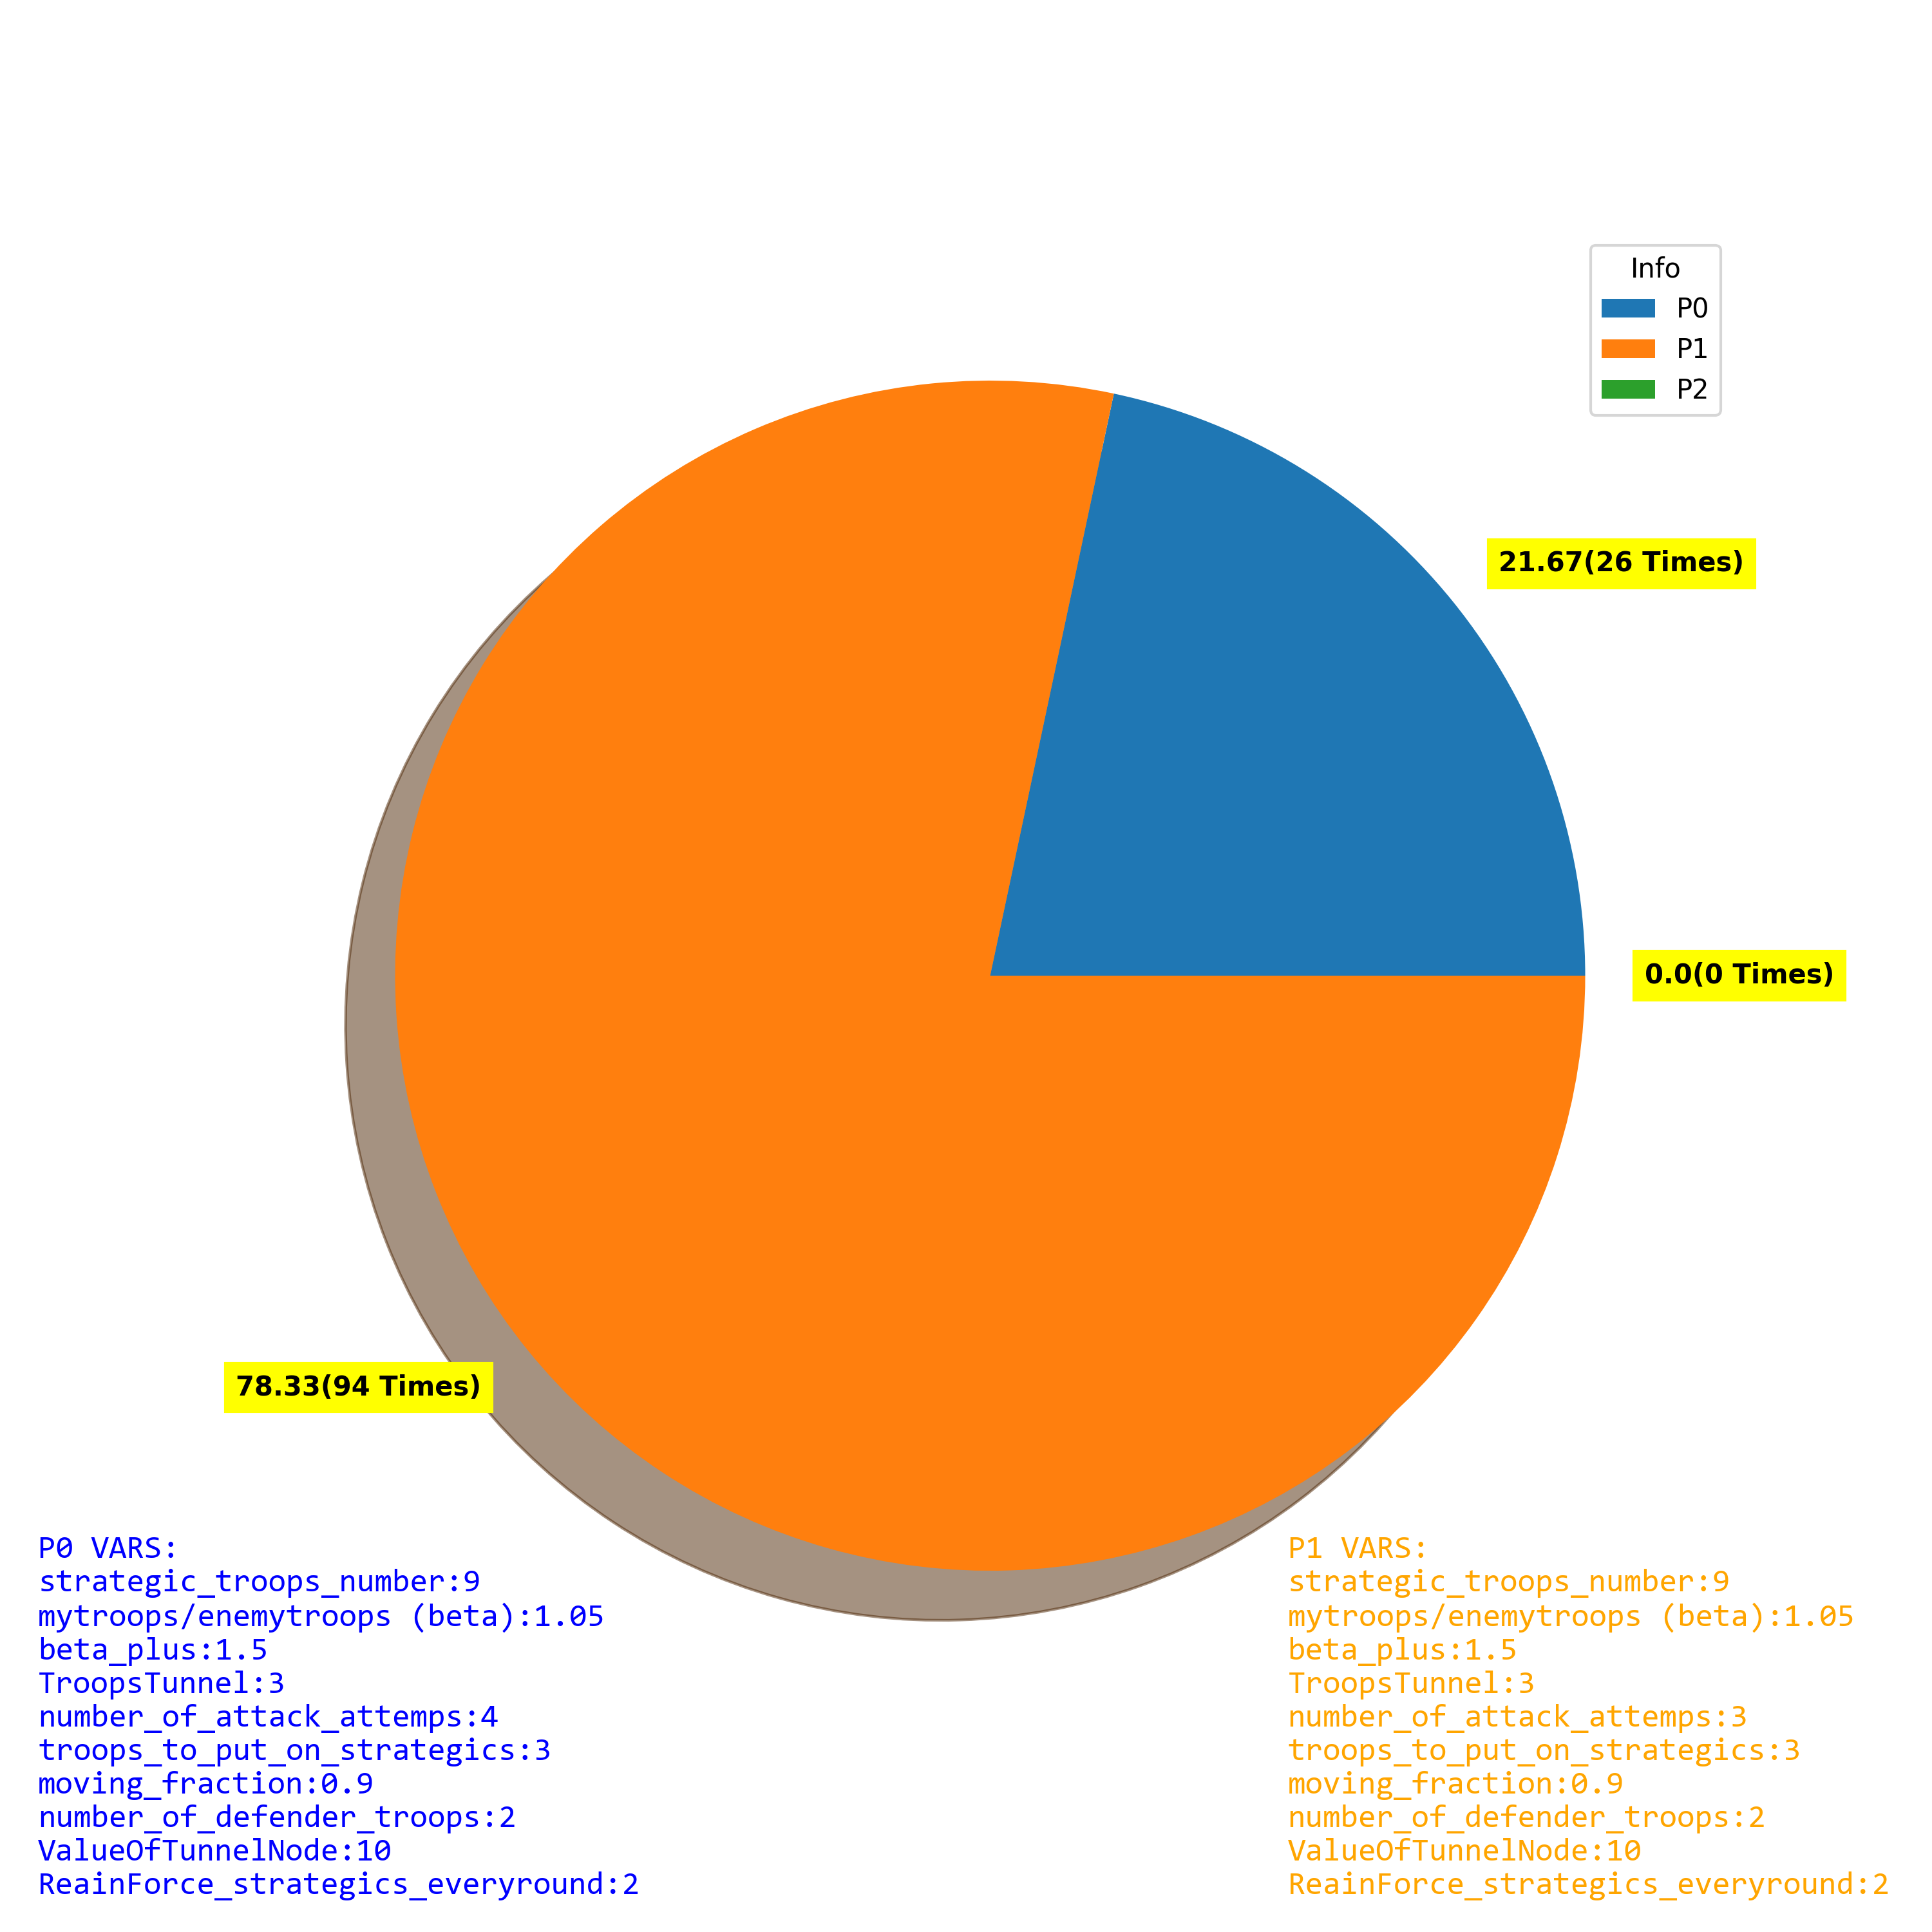 Info
P0
P1
P2
21.67(26 Times)
0.0(0 Times)
78.33(94 Times)
P0 VARS:
strategic_troops_number:9
mytroops/enemytroops (beta):1.05
beta_plus:1.5
TroopsTunnel:3
number_of_attack_attemps:4
troops_to_put_on_strategics:3
moving_fraction:0.9
number_of_defender_troops:2
ValueOfTunnelNode:10
ReainForce_strategics_everyround:2
P1 VARS:
strategic_troops_number:9
mytroops/enemytroops (beta):1.05
beta_plus:1.5
TroopsTunnel:3
number_of_attack_attemps:3
troops_to_put_on_strategics:3
moving_fraction:0.9
number_of_defender_troops:2
ValueOfTunnelNode:10
ReainForce_strategics_everyround:2